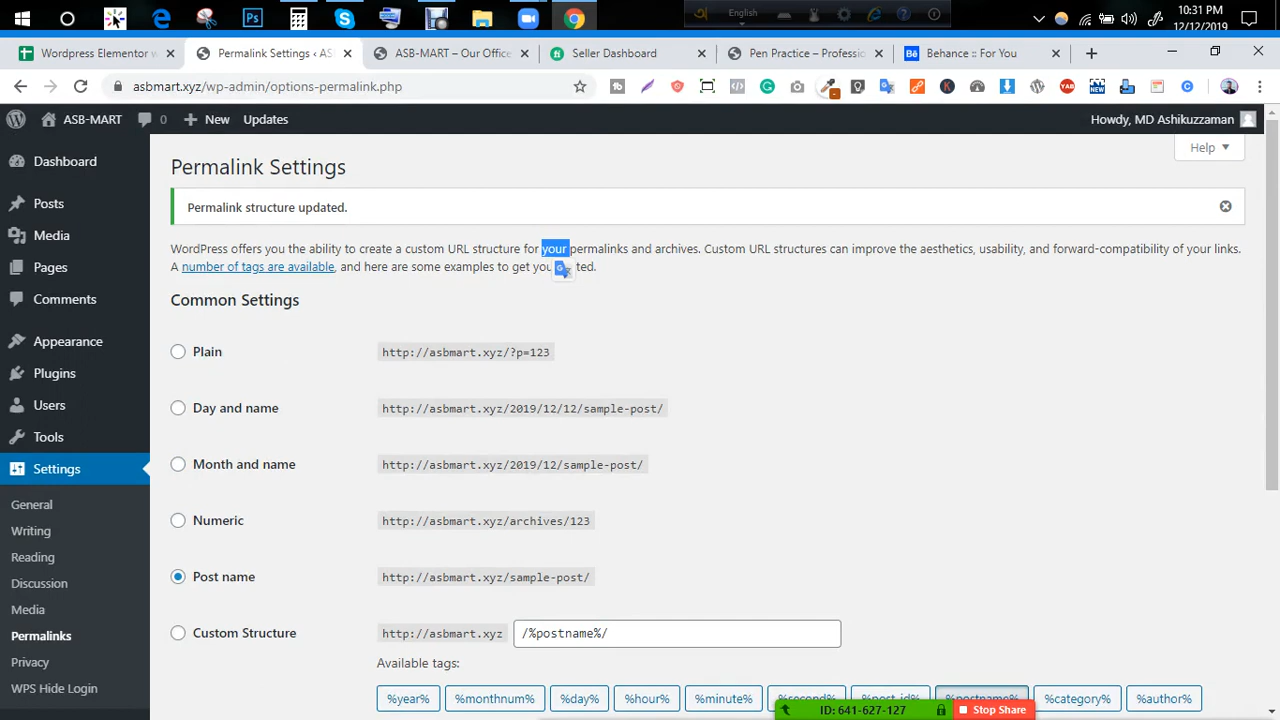 English
10:31 PM
12/12/2019
Wordpress Elementor w
Permalink Settings ‹ AS
ASB-MART – Our Office
Seller Dashboard
Pen Practice – Professio
Behance :: For You
asbmart.xyz/wp-admin/options-permalink.php
ASB-MART
0
New
Updates
Howdy, MD Ashikuzzaman
Dashboard
Posts
Media
Pages
Comments
Appearance
Plugins
Users
Tools
Settings
General
Writing
Reading
Discussion
Media
Permalinks
Privacy
WPS Hide Login
Help
Permalink Settings
Permalink structure updated.
WordPress offers you the ability to create a custom URL structure for your permalinks and archives. Custom URL structures can improve the aesthetics, usability, and forward-compatibility of your links.
A number of tags are available, and here are some examples to get you ted.
Common Settings
Plain http://asbmart.xyz/?p=123
Day and name http://asbmart.xyz/2019/12/12/sample-post/
Month and name http://asbmart.xyz/2019/12/sample-post/
Numeric http://asbmart.xyz/archives/123
Post name http://asbmart.xyz/sample-post/
Custom Structure http://asbmart.xyz /%postname%/
Available tags:
%year% %monthnum% %day% %hour% %minute% %second% %post_id% %postname% %category% %author%
ID: 641-627-127 Stop Share